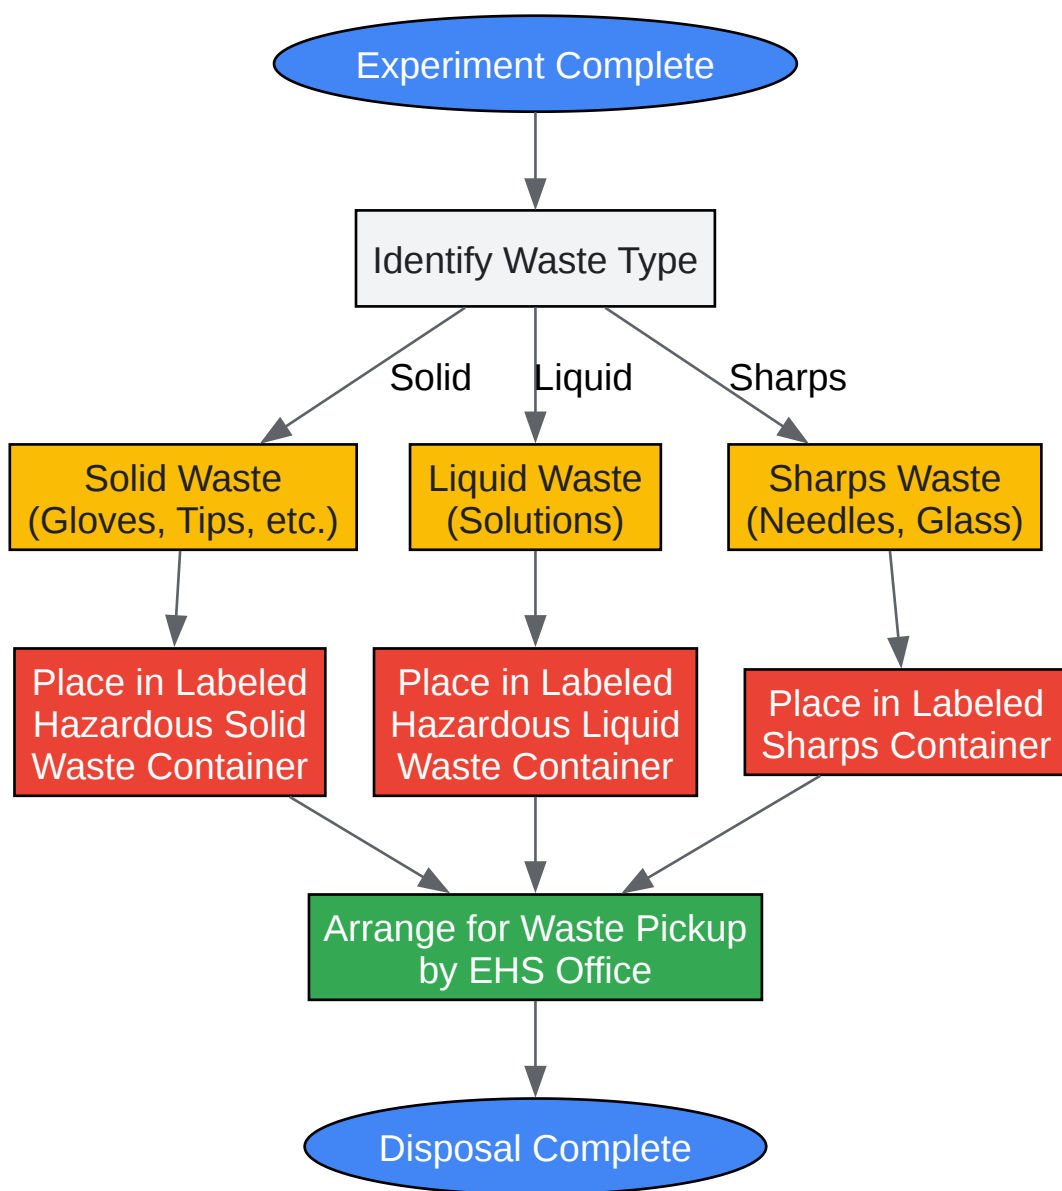 Experiment Complete
Identify Waste Type
Solid
Liquid
Sharps
Solid Waste
(Gloves, Tips, etc.)
Liquid Waste
(Solutions)
Sharps Waste
(Needles, Glass)
Place in Labeled
Hazardous Solid
Waste Container
Place in Labeled
Hazardous Liquid
Waste Container
Place in Labeled
Sharps Container
Arrange for Waste Pickup
by EHS Office
Disposal Complete